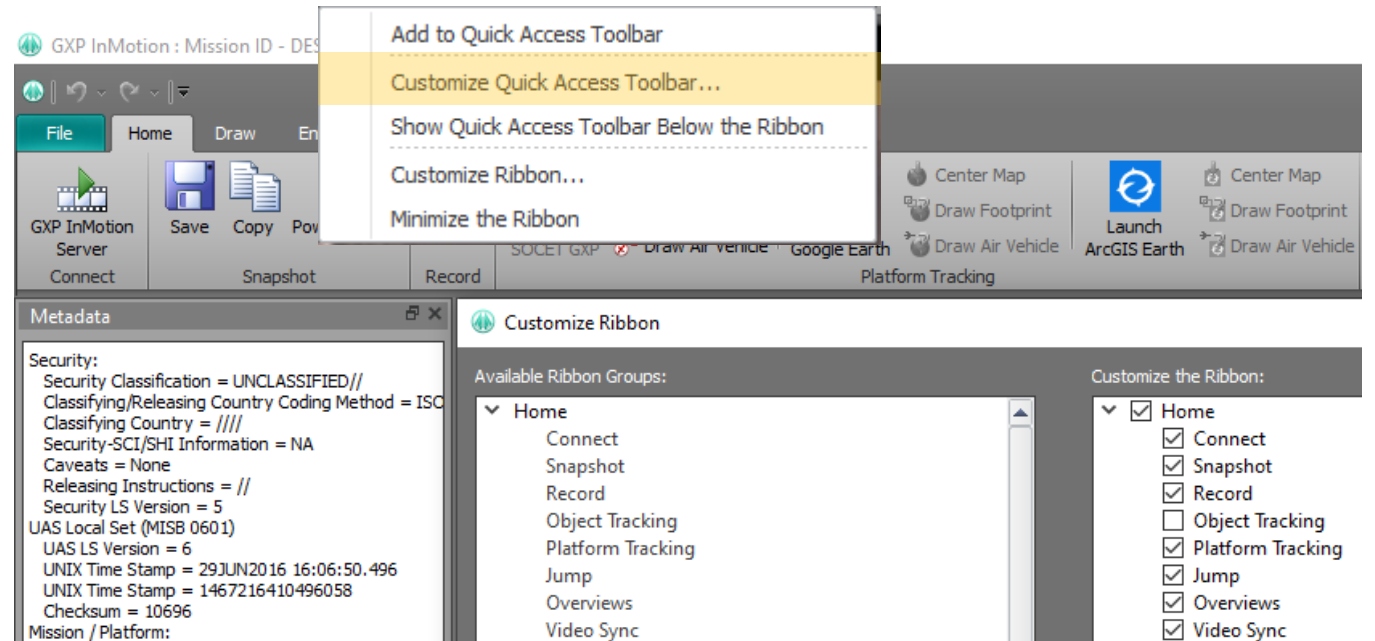 GXP InMotion : Mission ID - DES
Add to Quick Access Toolbar
Customize Quick Access Toolbar...
Show Quick Access Toolbar Below the Ribbon
Customize Ribbon...
Minimize the Ribbon
File Home Draw En
GXP InMotion
Server
Save Copy Pow
SOCET GXP Draw Air Vehicle
Google Earth
Center Map
Draw Footprint
Draw Air Vehicle
Launch
ArcGIS Earth
Center Map
Draw Footprint
Draw Air Vehicle
Connect Snapshot Record Platform Tracking
Metadata
Security:
Security Classification = UNCLASSIFIED//
Classifying/Releasing Country Coding Method = ISO
Classifying Country = ////
Security-SCI/SHI Information = NA
Caveats = None
Releasing Instructions = //
Security LS Version = 5
UAS Local Set (MISB 0601)
UAS LS Version = 6
UNIX Time Stamp = 29JUN2016 16:06:50.496
UNIX Time Stamp = 1467216410496058
Checksum = 10696
Mission / Platform:
Customize Ribbon
Available Ribbon Groups:
Home
Connect
Snapshot
Record
Object Tracking
Platform Tracking
Jump
Overviews
Video Sync
Customize the Ribbon:
Home
Connect
Snapshot
Record
Object Tracking
Platform Tracking
Jump
Overviews
Video Sync